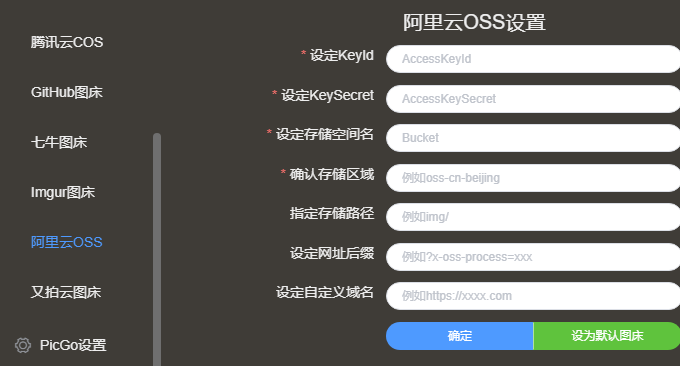 腾讯云COS
GitHub图床
七牛图床
Imgur图床
阿里云OSS
又拍云图床
PicGo设置
阿里云OSS设置
* 设定KeyId
AccessKeyId
* 设定KeySecret
AccessKeySecret
* 设定存储空间名
Bucket
* 确认存储区域
例如oss-cn-beijing
指定存储路径
例如img/
设定网址后缀
例如?x-oss-process=xxx
设定自定义域名
例如https://xxxx.com
确定
设为默认图床